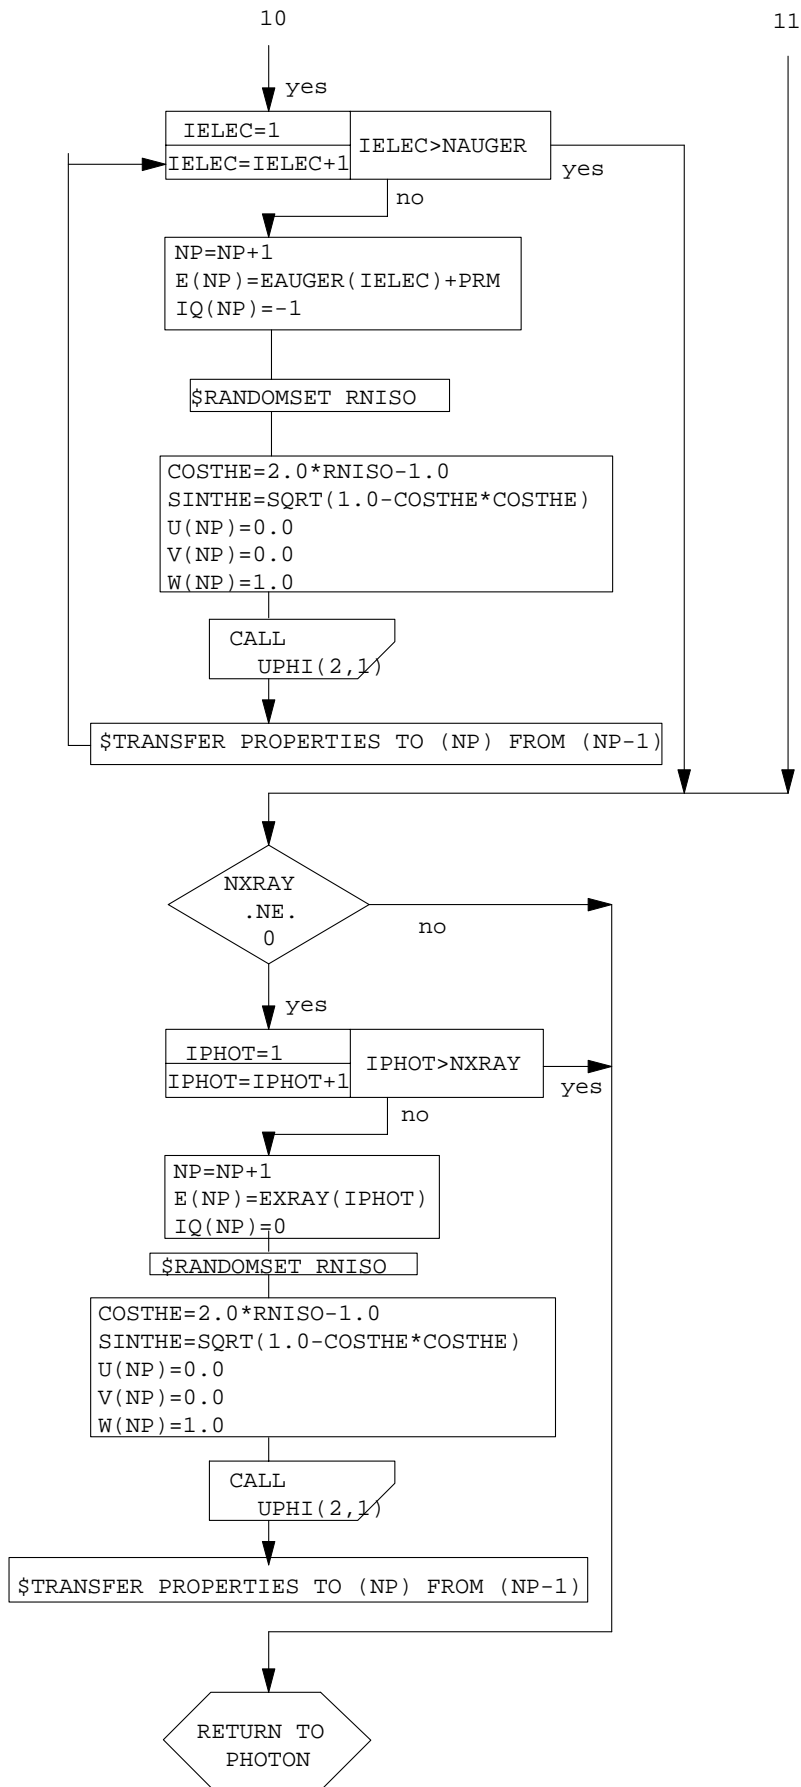 10
11
yes
IELEC=1
IELEC=IELEC+1
IELEC>NAUGER
yes
no
NP=NP+1
E(NP)=EAUGER(IELEC)+PRM
IQ(NP)=-1
$RANDOMSET RNISO
COSTHE=2.0*RNISO-1.0
SINTHE=SQRT(1.0-COSTHE*COSTHE)
U(NP)=0.0
V(NP)=0.0
W(NP)=1.0
CALL
UPHI(2,1)
$TRANSFER PROPERTIES TO (NP) FROM (NP-1)
NXRAY
.NE.
0
no
yes
IPHOT=1
IPHOT=IPHOT+1
IPHOT>NXRAY
yes
no
NP=NP+1
E(NP)=EXRAY(IPHOT)
IQ(NP)=0
$RANDOMSET RNISO
COSTHE=2.0*RNISO-1.0
SINTHE=SQRT(1.0-COSTHE*COSTHE)
U(NP)=0.0
V(NP)=0.0
W(NP)=1.0
CALL
UPHI(2,1)
$TRANSFER PROPERTIES TO (NP) FROM (NP-1)
RETURN TO
PHOTON